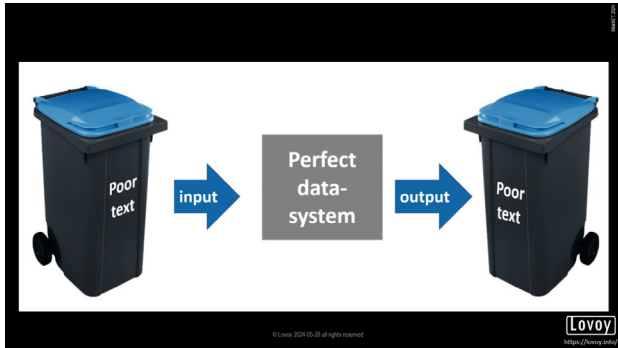 Poor
text
input
Perfect
data-
system
output
Poor
text
© Lovoy 2024-05-28 all rights reserved
Lovoy
https://lovoy.info/